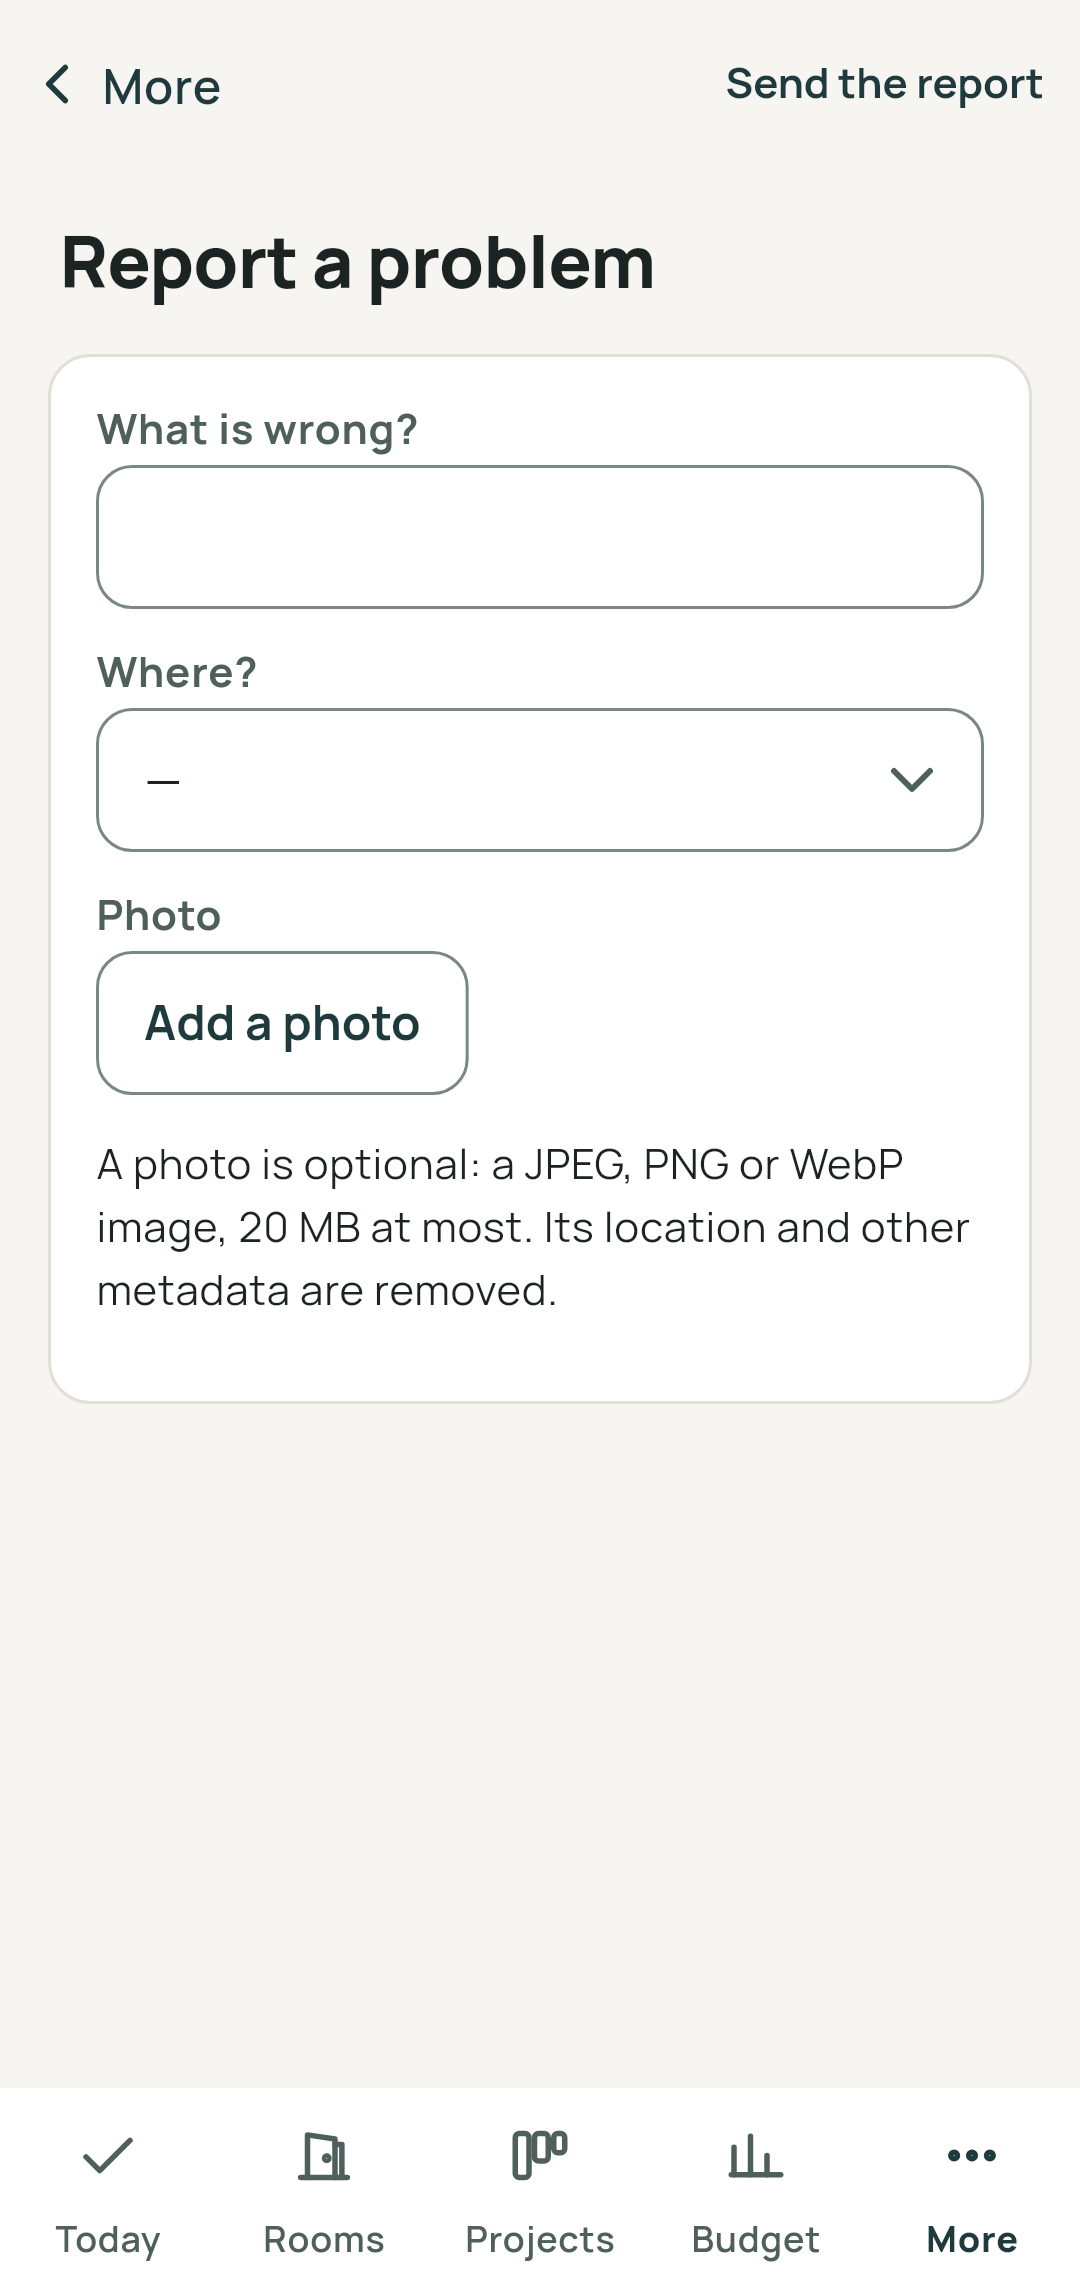 More
Send the report
Report a problem
What is wrong?
Where?
—
Photo
Add a photo
A photo is optional: a JPEG, PNG or WebP
image, 20 MB at most. Its location and other
metadata are removed.
Today
Rooms
Projects
Budget
More